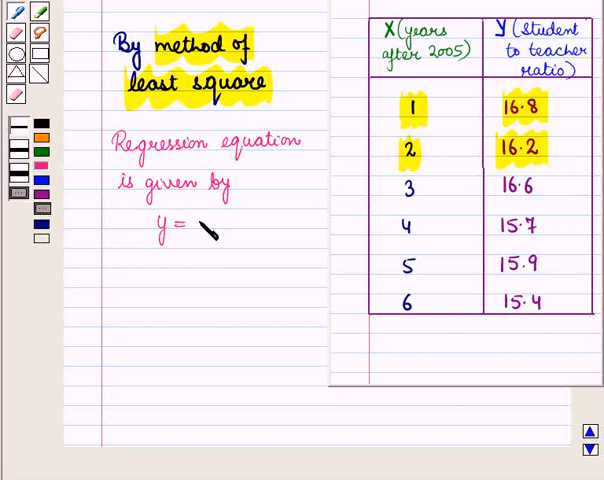 By method of
least square
Regression equation
is given by
y =
X (years after 2005) y (student to teacher ratio)
1 16.8
2 16.2
3 16.6
4 15.7
5 15.9
6 15.4